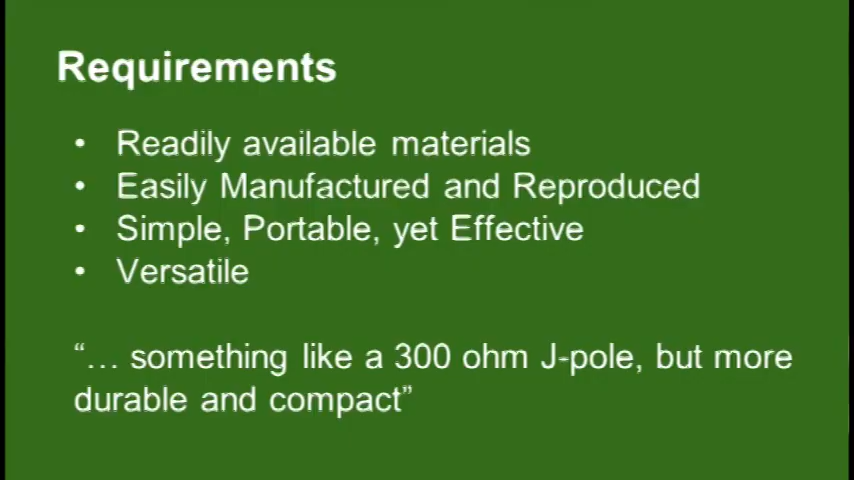 Requirements
• Readily available materials
• Easily Manufactured and Reproduced
• Simple, Portable, yet Effective
• Versatile
“… something like a 300 ohm J-pole, but more
durable and compact”